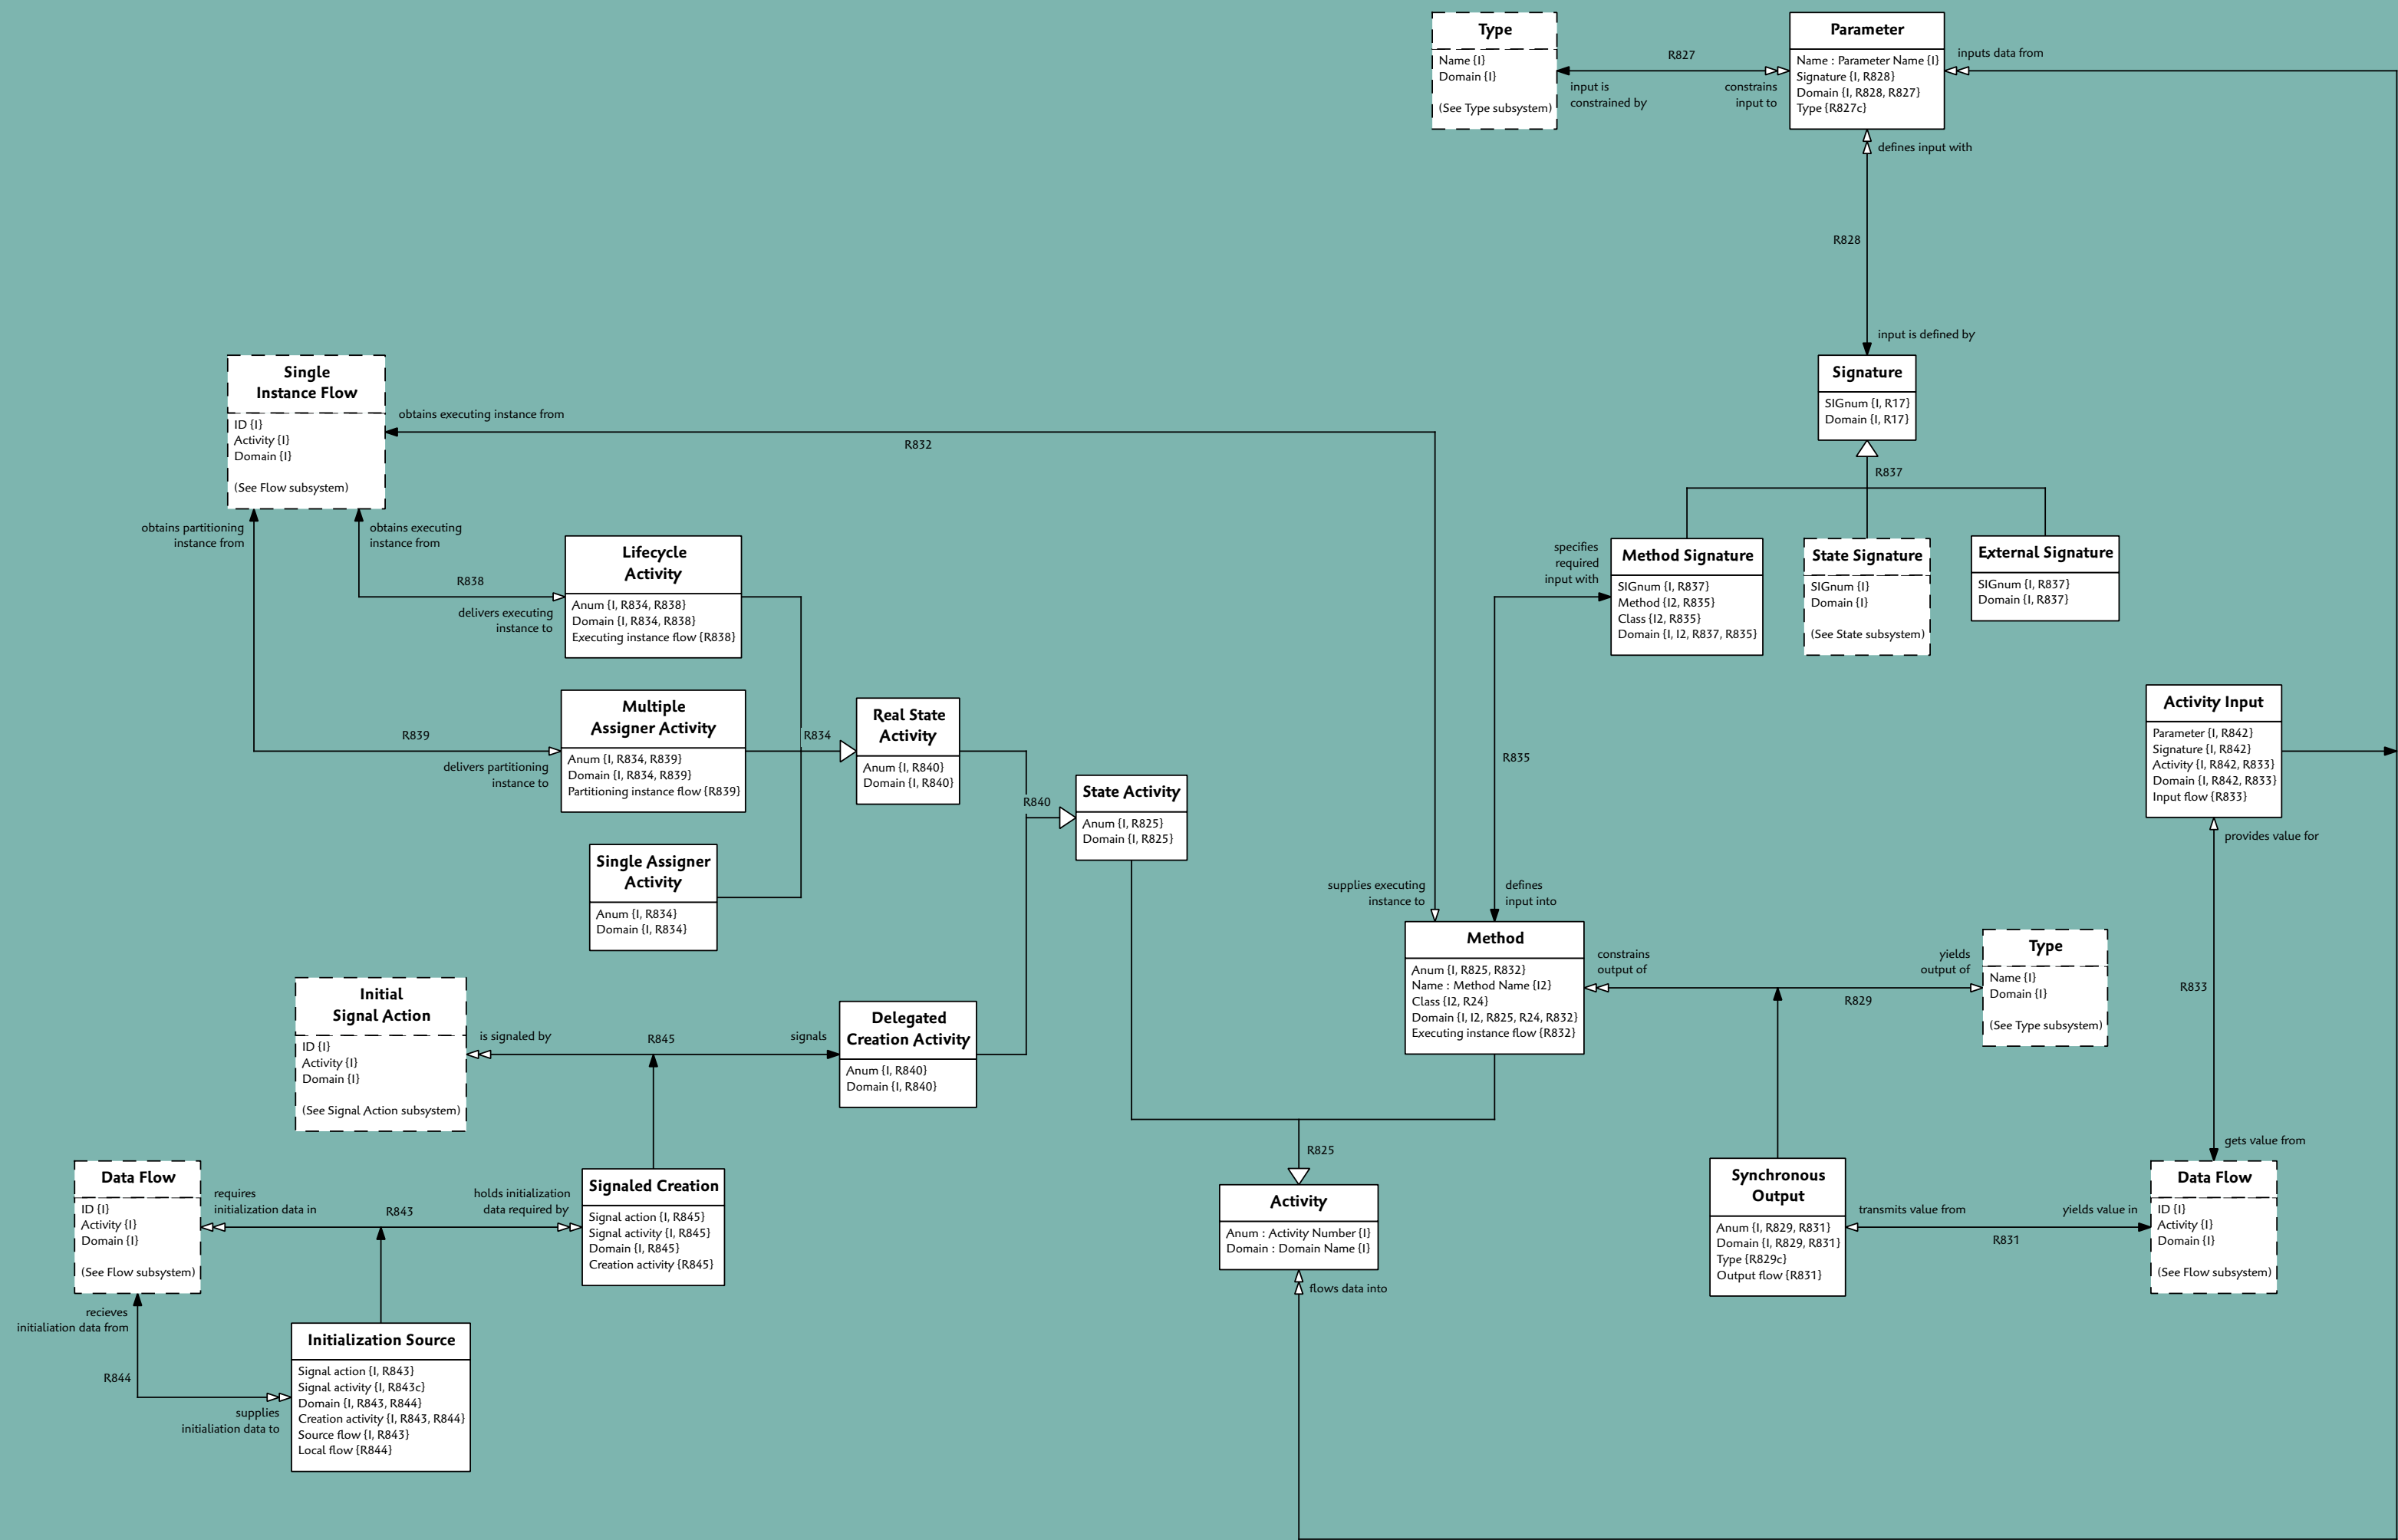 Type
Name {I}
Domain {I}
(See Type subsystem)
R827
input is
constrained by
constrains
input to
Parameter
Name : Parameter Name {I}
Signature {I, R828}
Domain {I, R828, R827}
Type {R827c}
inputs data from
defines input with
R828
input is defined by
Signature
SIGnum {I, R17}
Domain {I, R17}
R837
Single
Instance Flow
ID {I}
Activity {I}
Domain {I}
(See Flow subsystem)
obtains executing instance from
R832
obtains partitioning
instance from
obtains executing
instance from
R838
delivers executing
instance to
Lifecycle
Activity
Anum {I, R834, R838}
Domain {I, R834, R838}
Executing instance flow {R838}
specifies
required
input with
Method Signature
SIGnum {I, R837}
Method {I2, R835}
Class {I2, R835}
Domain {I, I2, R837, R835}
State Signature
SIGnum {I}
Domain {I}
(See State subsystem)
External Signature
SIGnum {I, R837}
Domain {I, R837}
R839
delivers partitioning
instance to
Multiple
Assigner Activity
Anum {I, R834, R839}
Domain {I, R834, R839}
Partitioning instance flow {R839}
R834
Real State
Activity
Anum {I, R840}
Domain {I, R840}
R840
State Activity
Anum {I, R825}
Domain {I, R825}
R835
Activity Input
Parameter {I, R842}
Signature {I, R842}
Activity {I, R842, R833}
Domain {I, R842, R833}
Input flow {R833}
provides value for
Single Assigner
Activity
Anum {I, R834}
Domain {I, R834}
supplies executing
instance to
defines
input into
Method
Anum {I, R825, R832}
Name : Method Name {I2}
Class {I2, R24}
Domain {I, I2, R825, R24, R832}
Executing instance flow {R832}
constrains
output of
yields
output of
R829
Type
Name {I}
Domain {I}
(See Type subsystem)
R833
Initial
Signal Action
ID {I}
Activity {I}
Domain {I}
(See Signal Action subsystem)
is signaled by
R845
signals
Delegated
Creation Activity
Anum {I, R840}
Domain {I, R840}
R825
gets value from
Data Flow
ID {I}
Activity {I}
Domain {I}
(See Flow subsystem)
requires
initialization data in
R843
holds initialization
data required by
Signaled Creation
Signal action {I, R845}
Signal activity {I, R845}
Domain {I, R845}
Creation activity {R845}
Activity
Anum : Activity Number {I}
Domain : Domain Name {I}
flows data into
Synchronous
Output
Anum {I, R829, R831}
Domain {I, R829, R831}
Type {R829c}
Output flow {R831}
transmits value from
yields value in
R831
Data Flow
ID {I}
Activity {I}
Domain {I}
(See Flow subsystem)
recieves
initialiation data from
R844
supplies
initialiation data to
Initialization Source
Signal action {I, R843}
Signal activity {I, R843c}
Domain {I, R843, R844}
Creation activity {I, R843, R844}
Source flow {I, R843}
Local flow {R844}